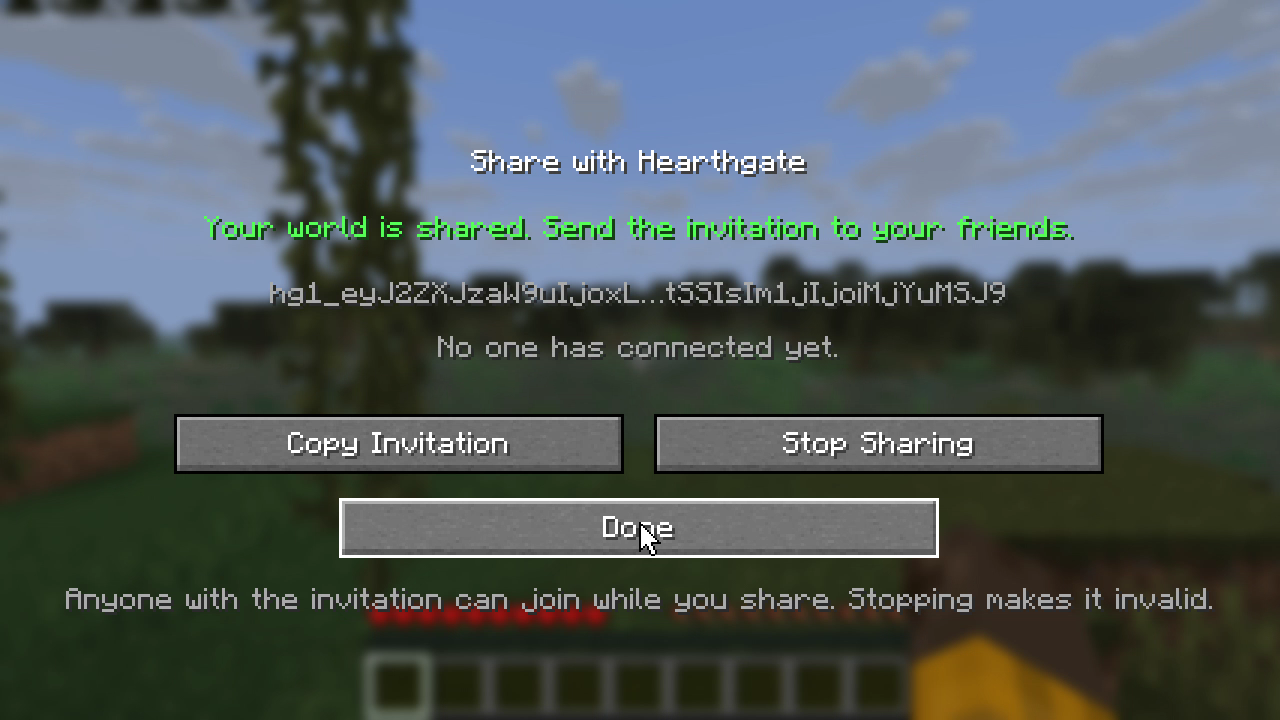 Share with Hearthgate
Your world is shared. Send the invitation to your friends.
hg1_eyJ2ZXJzaW9uIjoxL...t5SIsIm1jIjoiMjYuMSJ9
No one has connected yet.
Copy Invitation
Stop Sharing
Done
Anyone with the invitation can join while you share. Stopping makes it invalid.